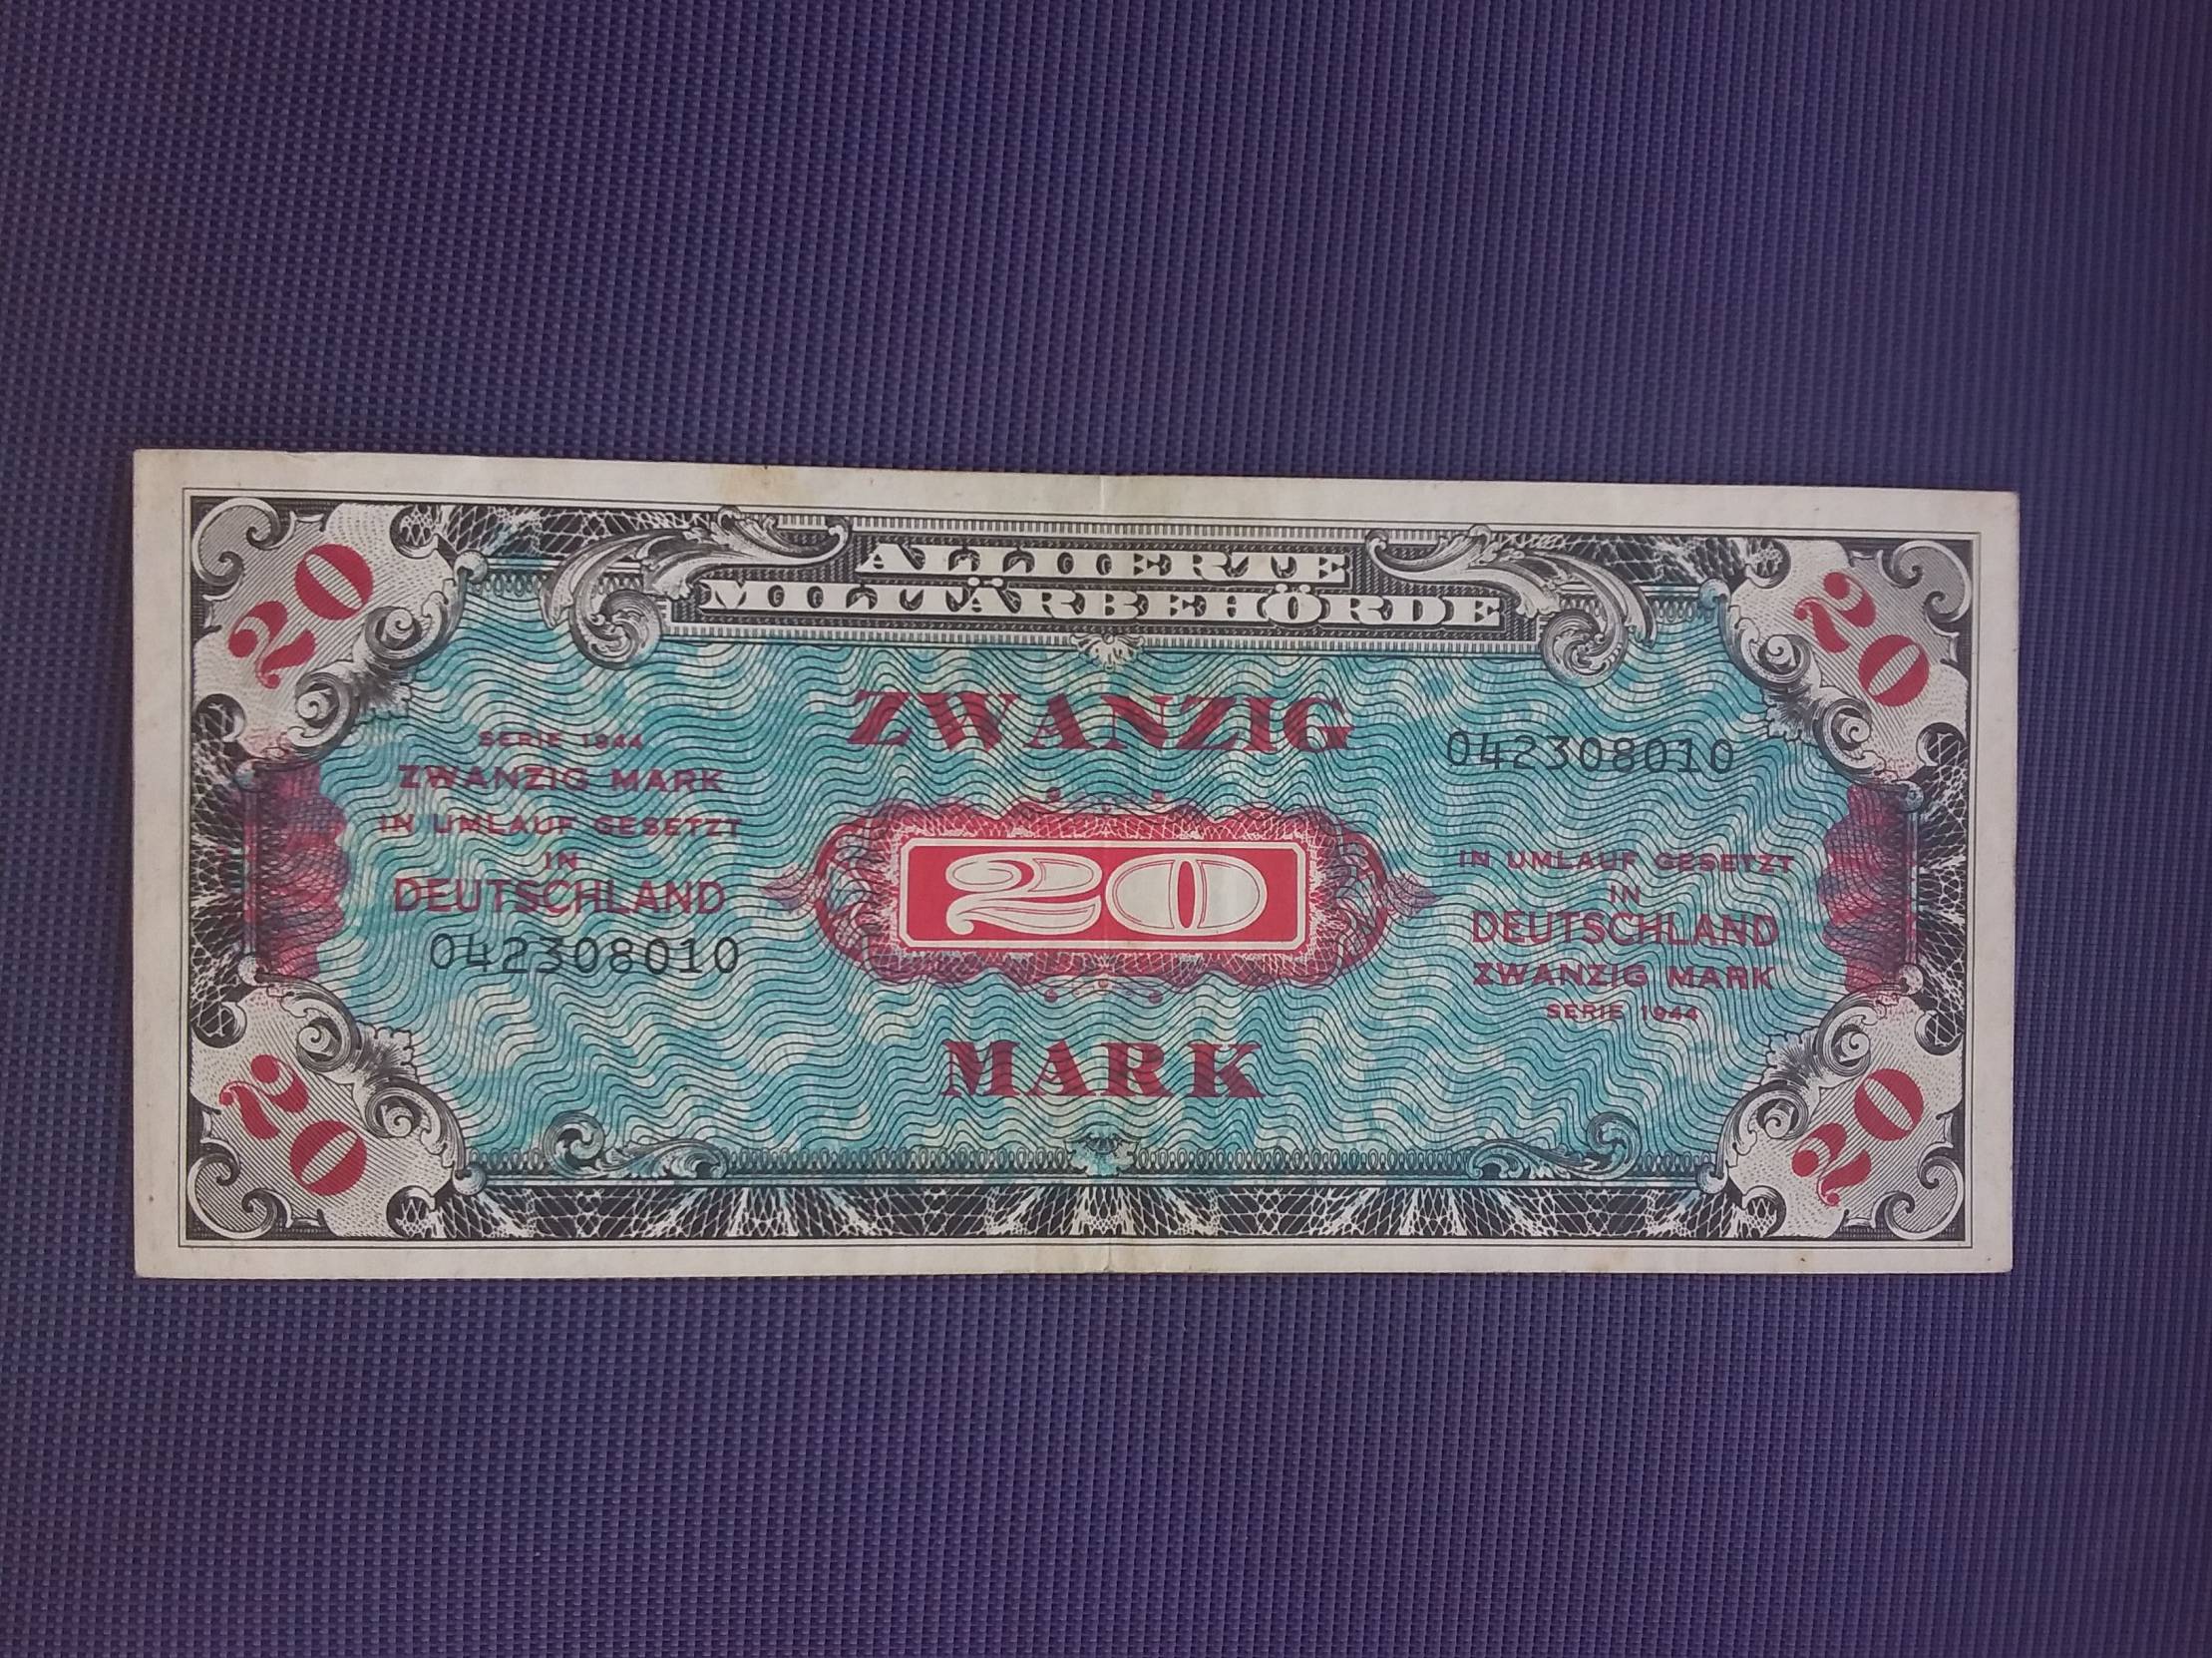 20
ALLIIERTE
MILITÄRBEHÖRDE
20
ZWANZIG
SERIE 1944
ZWANZIG MARK
IN UMLAUF GESETZT
IN
DEUTSCHLAND
042308010
20
042308010
IN UMLAUF GESETZT
IN
DEUTSCHLAND
ZWANZIG MARK
SERIE 1944
MARK
20
20